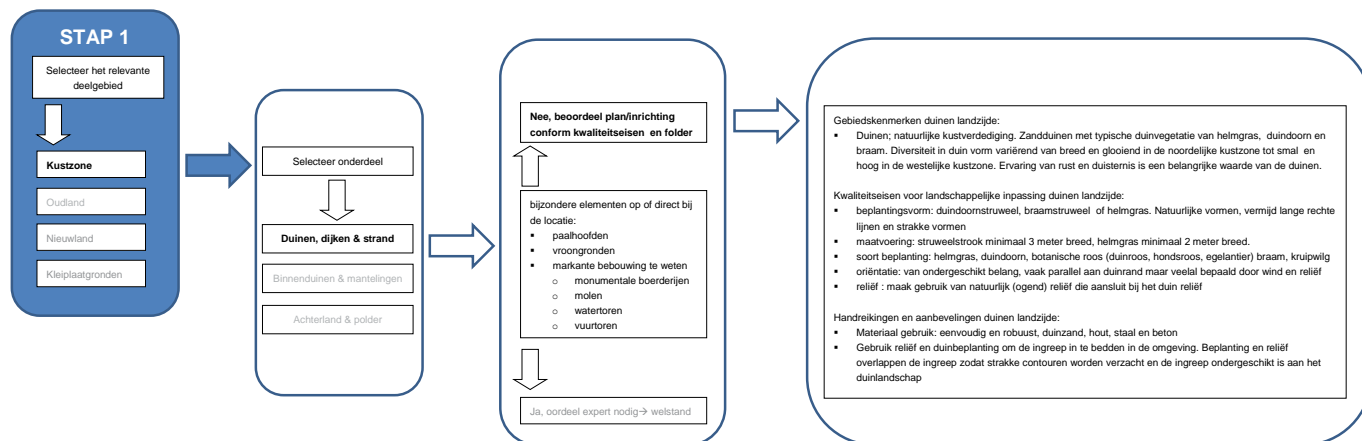 STAP 1
Selecteer het relevante
deelgebied
Kustzone
Oudland
Nieuwland
Kleiplaatgronden
Selecteer onderdeel
Duinen, dijken & strand
Binnenduinen & mantelingen
Achterland & polder
Nee, beoordeel plan/inrichting
conform kwaliteitseisen en folder
bijzondere elementen op of direct bij
de locatie:
▪ paalhoofden
▪ vroongronden
▪ markante bebouwing te weten
o monumentale boerderijen
o molen
o watertoren
o vuurtoren
Ja, oordeel expert nodig→ welstand
Gebiedskenmerken duinen landzijde:
▪ Duinen; natuurlijke kustverdediging. Zandduinen met typische duinvegetatie van helmgras, duindoorn en
braam. Diversiteit in duin vorm variërend van breed en glooiend in de noordelijke kustzone tot smal en
hoog in de westelijke kustzone. Ervaring van rust en duisternis is een belangrijke waarde van de duinen.
Kwaliteitseisen voor landschappelijke inpassing duinen landzijde:
▪ beplantingsvorm: duindoornstruweel, braamstruweel of helmgras. Natuurlijke vormen, vermijd lange rechte
lijnen en strakke vormen
▪ maatvoering: struweelstrook minimaal 3 meter breed, helmgras minimaal 2 meter breed.
▪ soort beplanting: helmgras, duindoorn, botanische roos (duinroos, hondsroos, egelantier) braam, kruipwilg
▪ oriëntatie: van ondergeschikt belang, vaak parallel aan duinrand maar veelal bepaald door wind en reliëf
▪ reliëf : maak gebruik van natuurlijk (ogend) reliëf die aansluit bij het duin reliëf
Handreikingen en aanbevelingen duinen landzijde:
▪ Materiaal gebruik: eenvoudig en robuust, duinzand, hout, staal en beton
▪ Gebruik reliëf en duinbeplanting om de ingreep in te bedden in de omgeving. Beplanting en reliëf
overlappen de ingreep zodat strakke contouren worden verzacht en de ingreep ondergeschikt is aan het
duinlandschap